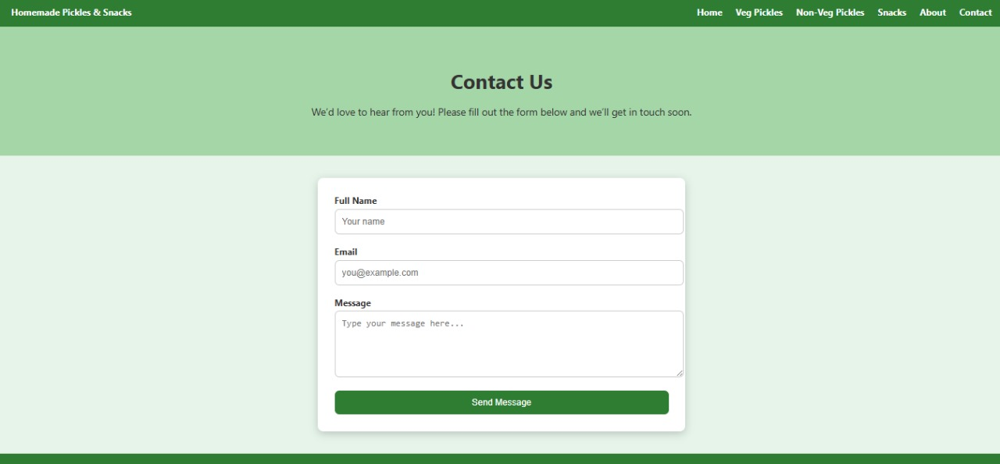 Homemade Pickles & Snacks
Home Veg Pickles Non-Veg Pickles Snacks About Contact
Contact Us
We’d love to hear from you! Please fill out the form below and we’ll get in touch soon.
Full Name
Your name
Email
you@example.com
Message
Type your message here...
Send Message